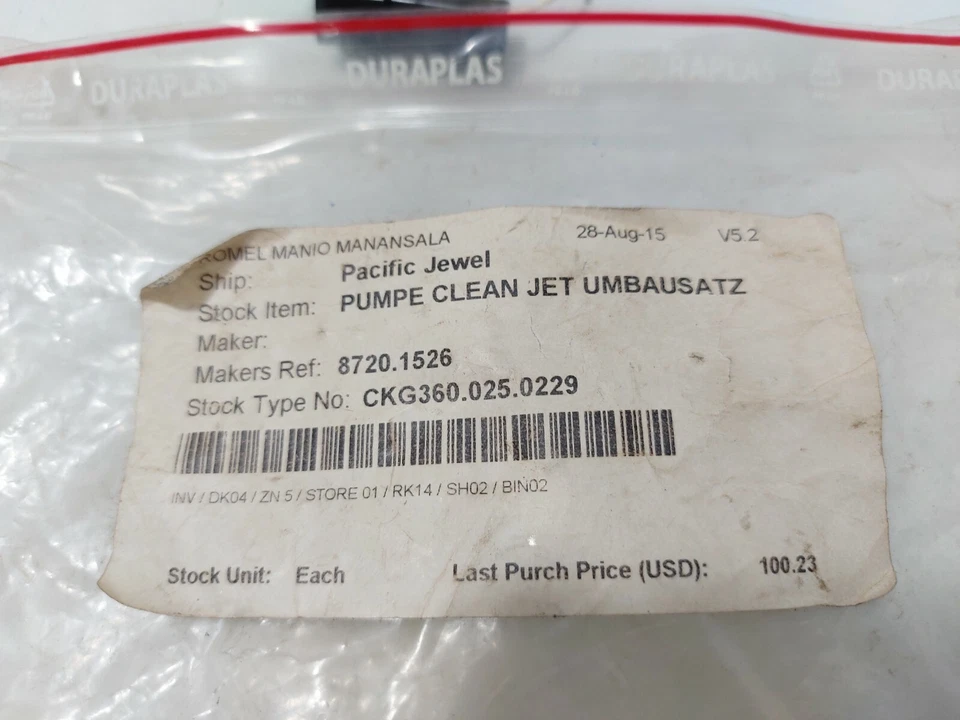 DURAPLAS DURAPLAS DURAPLAS DURAPLAS
ROMEL MANIO MANANSALA 28-Aug-15 V5.2
Ship: Pacific Jewel
Stock Item: PUMPE CLEAN JET UMBAUSATZ
Maker:
Makers Ref: 8720.1526
Stock Type No: CKG360.025.0229
INV / DK04 / ZN 5 / STORE 01 / RK14 / SH02 / BIN02
Stock Unit: Each Last Purch Price (USD): 100.23